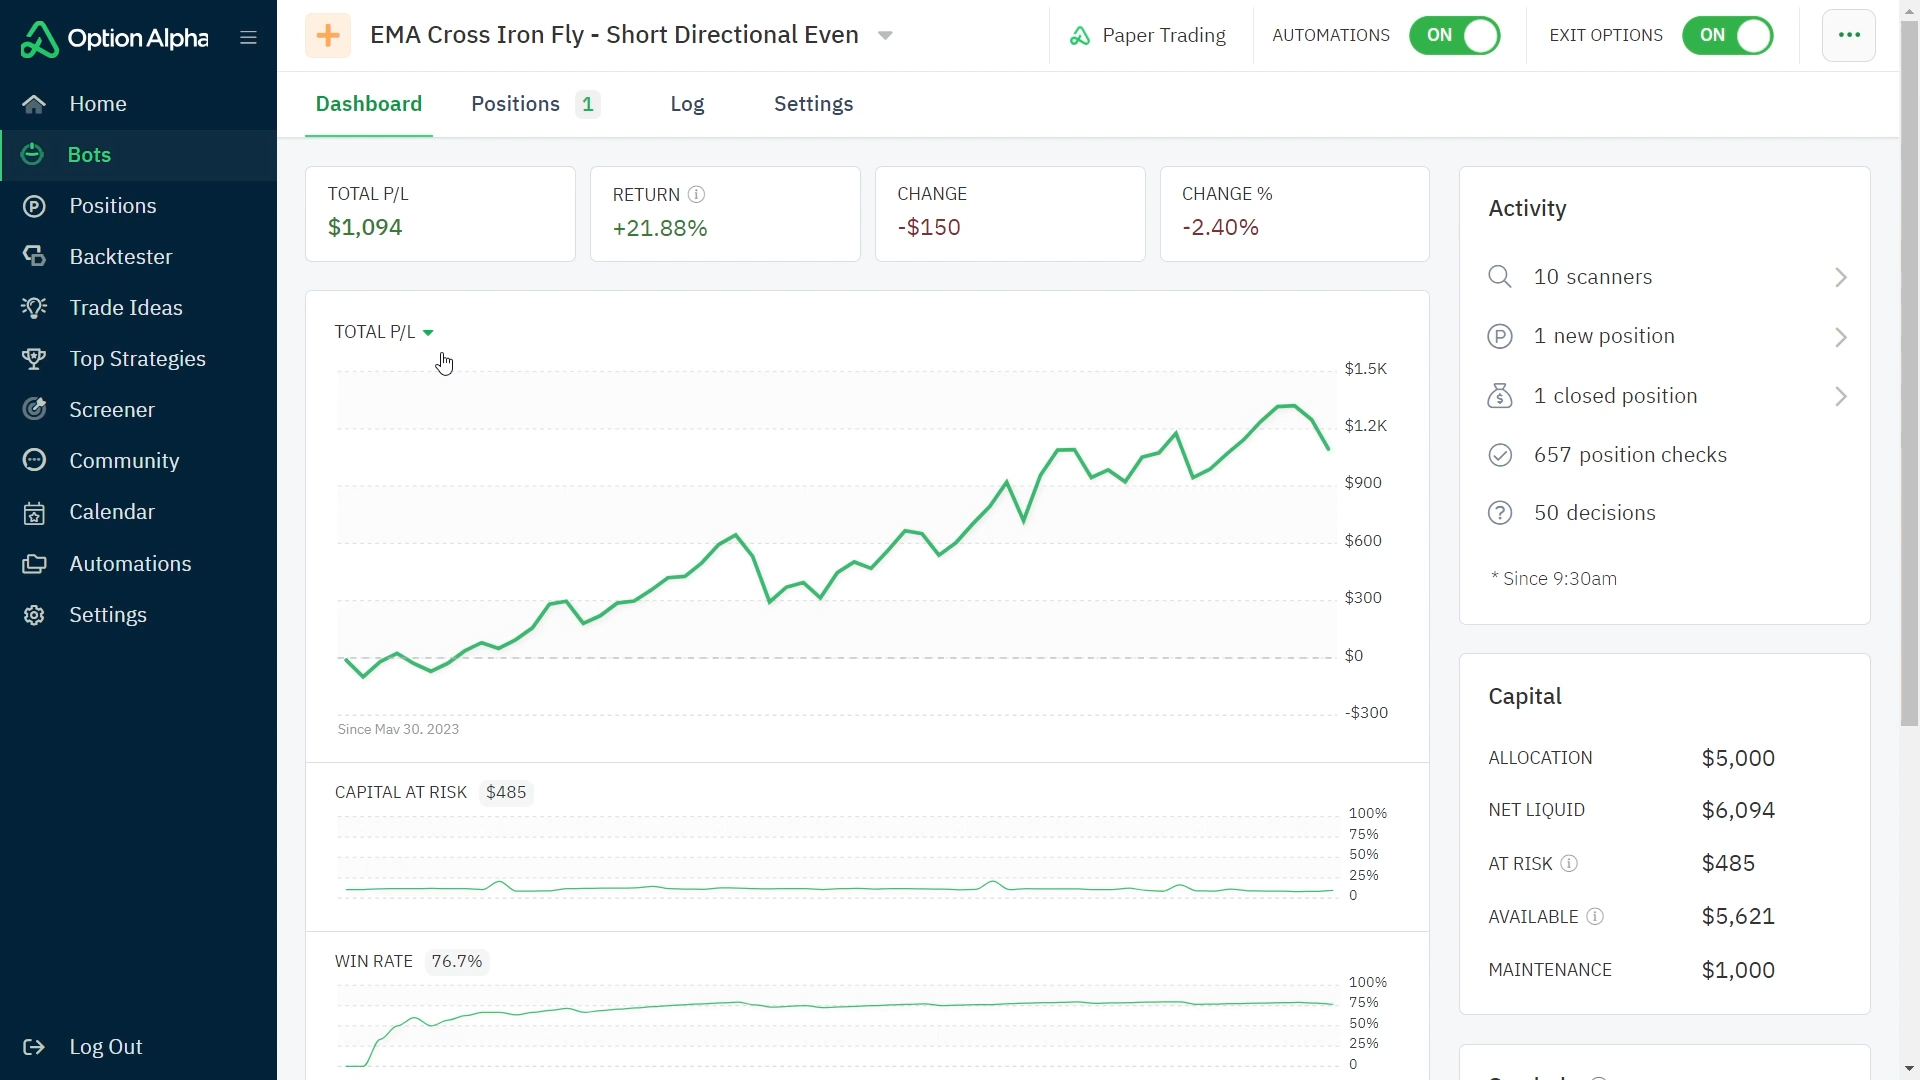 Option Alpha
Home
Bots
Positions
Backtester
Trade Ideas
Top Strategies
Screener
Community
Calendar
Automations
Settings
Log Out
EMA Cross Iron Fly - Short Directional Even
Paper Trading
AUTOMATIONS
ON
EXIT OPTIONS
ON
Dashboard
Positions 1
Log
Settings
TOTAL P/L
$1,094
RETURN
+21.88%
CHANGE
-$150
CHANGE %
-2.40%
TOTAL P/L
$1.5K
$1.2K
$900
$600
$300
$0
-$300
Since May 30, 2023
CAPITAL AT RISK $485
100%
75%
50%
25%
0
WIN RATE 76.7%
100%
75%
50%
25%
0
Activity
10 scanners
1 new position
1 closed position
657 position checks
50 decisions
* Since 9:30am
Capital
ALLOCATION $5,000
NET LIQUID $6,094
AT RISK $485
AVAILABLE $5,621
MAINTENANCE $1,000